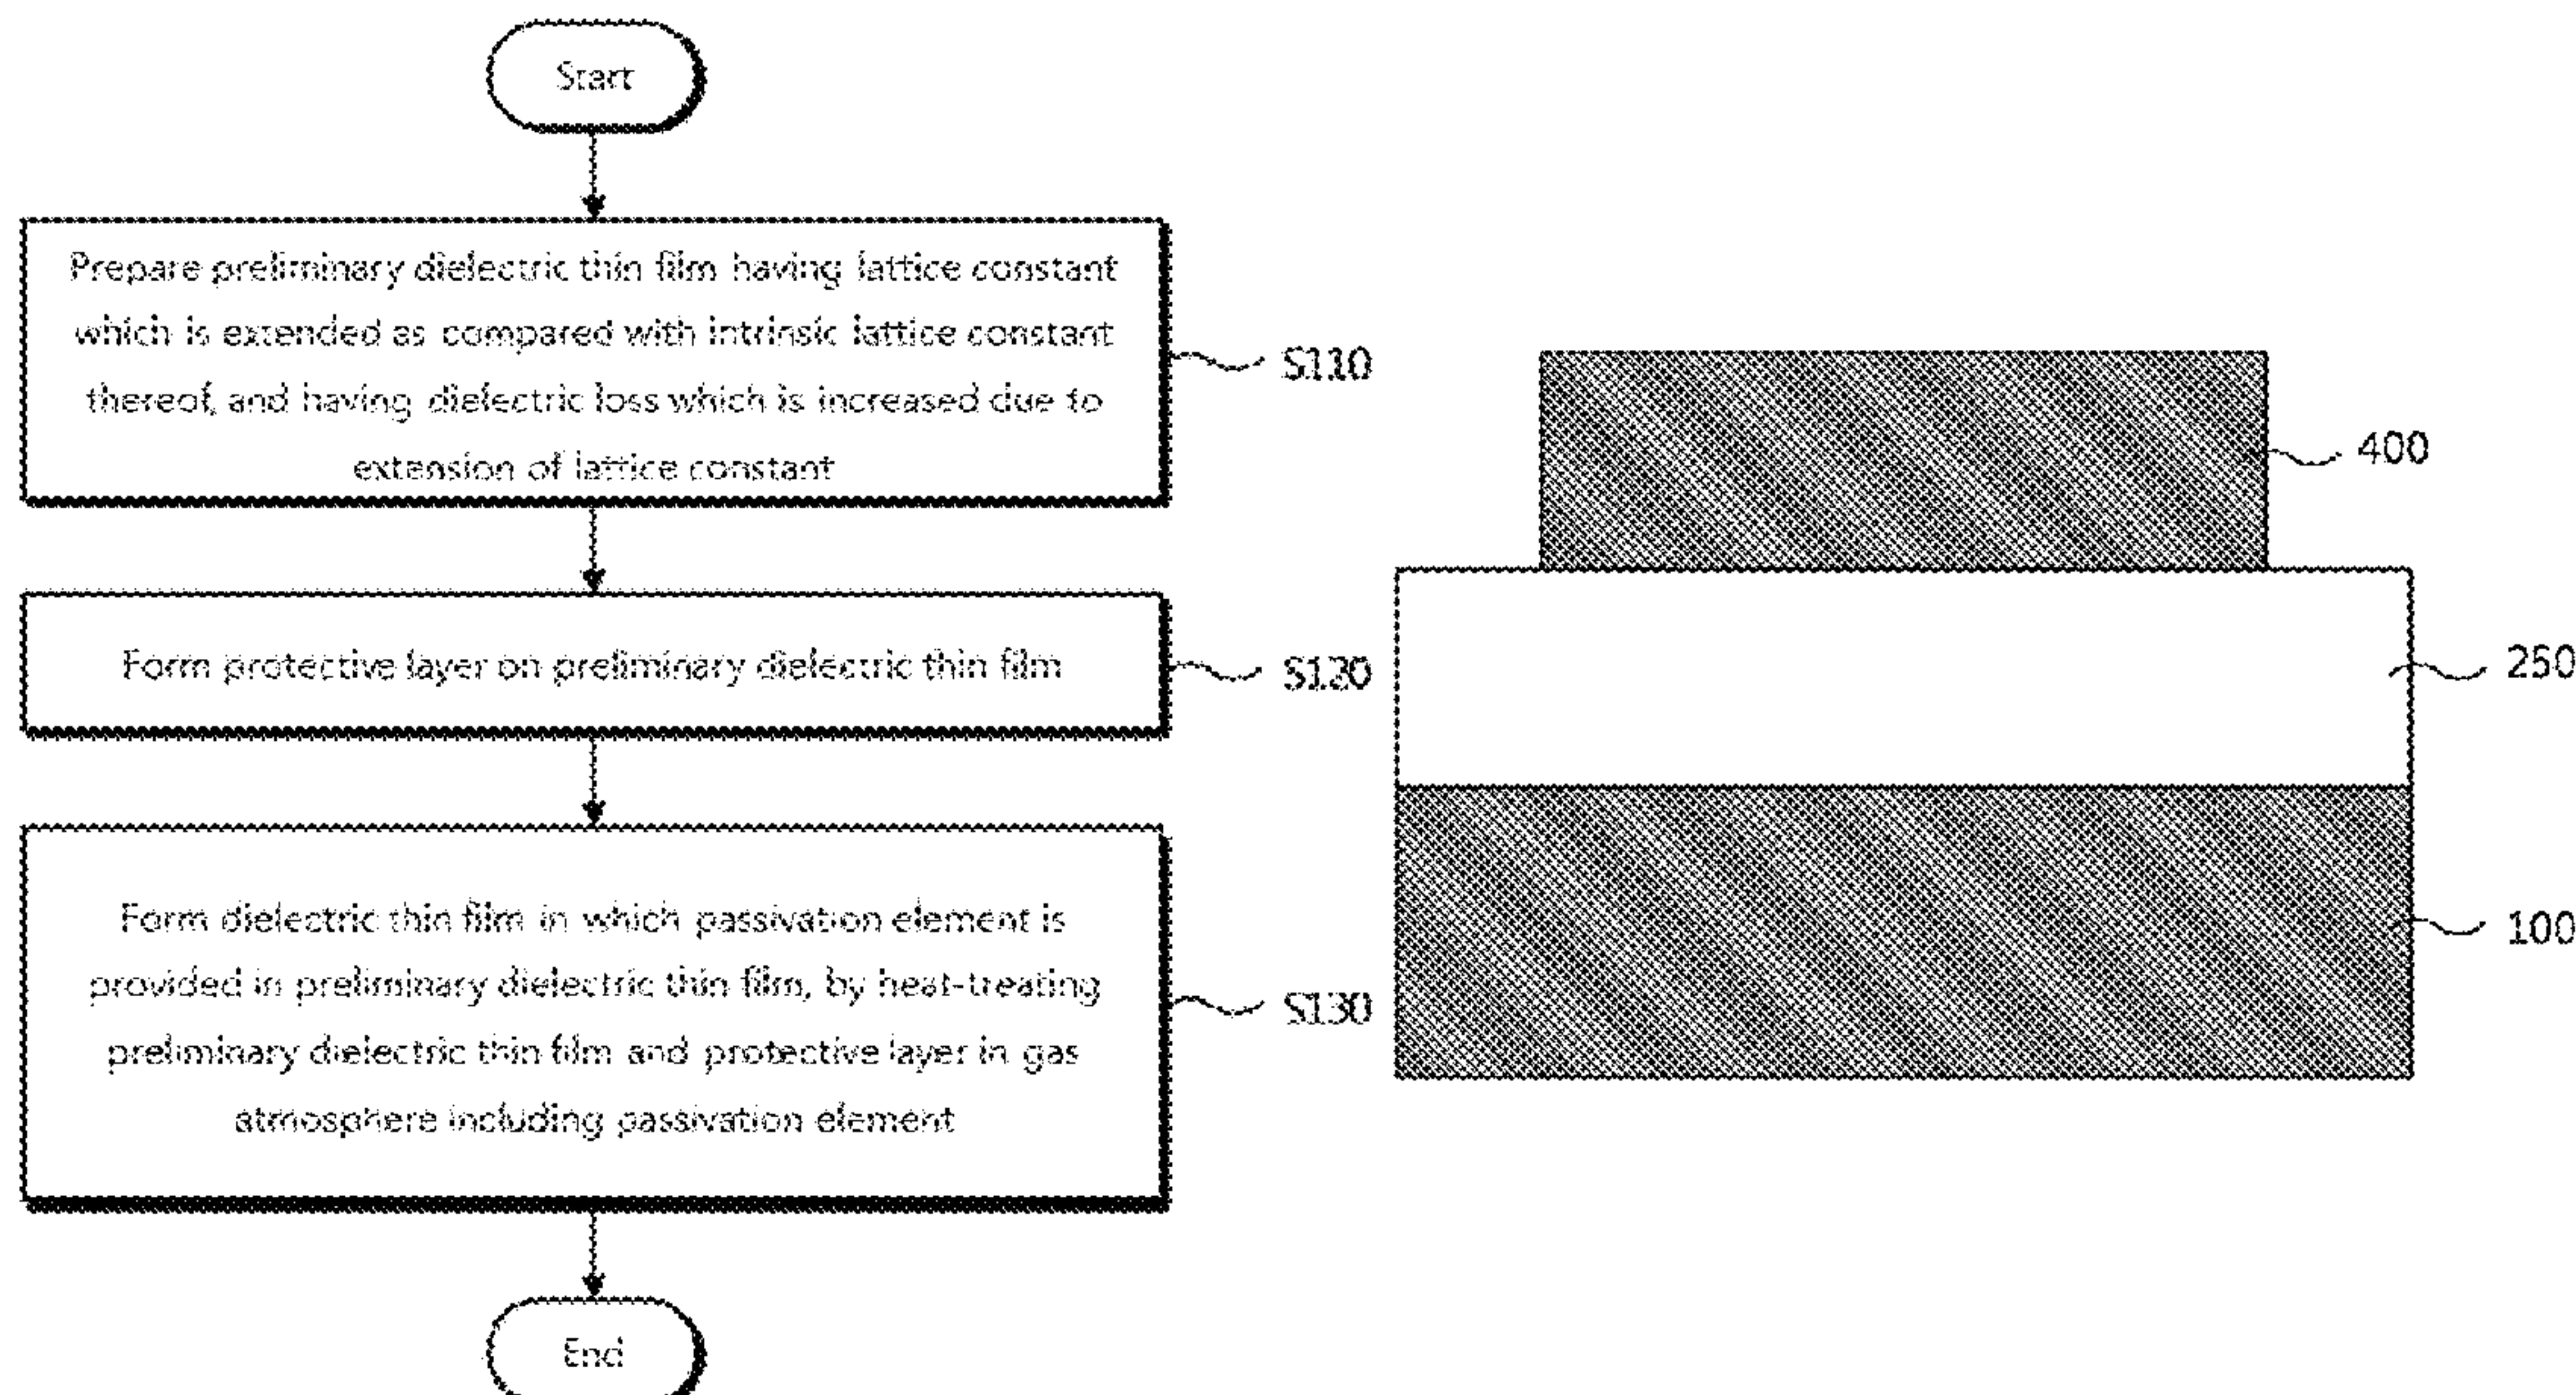 Start
Prepare preliminary dielectric thin film having lattice constant
which is extended as compared with intrinsic lattice constant
thereof, and having dielectric loss which is increased due to
extension of lattice constant
S110
Form protective layer on preliminary dielectric thin film
S120
Form dielectric thin film in which passivation element is
provided in preliminary dielectric thin film, by heat-treating
preliminary dielectric thin film and protective layer in gas
atmosphere including passivation element
S130
End
400
250
100